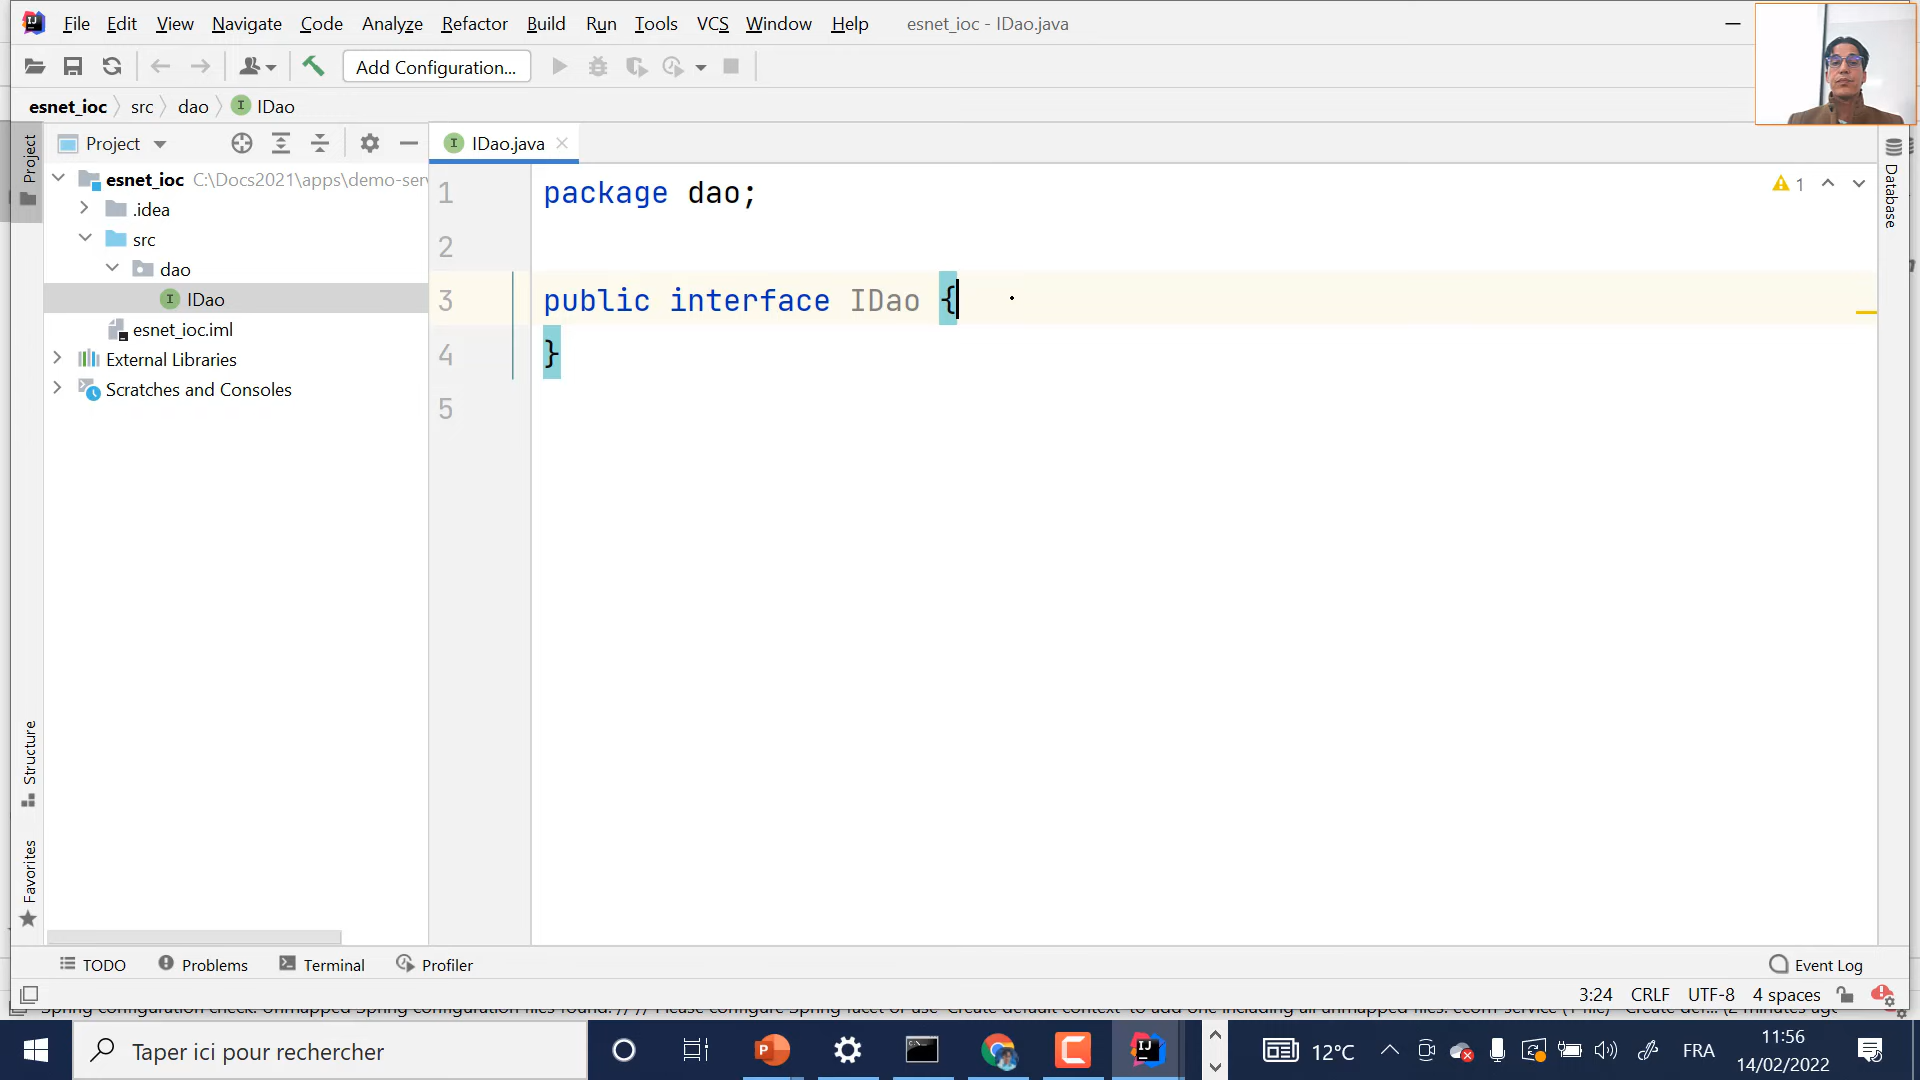 File Edit View Navigate Code Analyze Refactor Build Run Tools VCS Window Help esnet_ioc - IDao.java
Add Configuration...
esnet_ioc src dao IDao
Project
IDao.java
Project
esnet_ioc C:\Docs2021\apps\demo-ser
.idea
src
dao
IDao
esnet_ioc.iml
External Libraries
Scratches and Consoles
1 package dao;
2
3 public interface IDao {
4 }
5
1
Database
Structure
Favorites
TODO Problems Terminal Profiler Event Log
3:24 CRLF UTF-8 4 spaces
Taper ici pour rechercher
12°C
FRA
11:56
14/02/2022